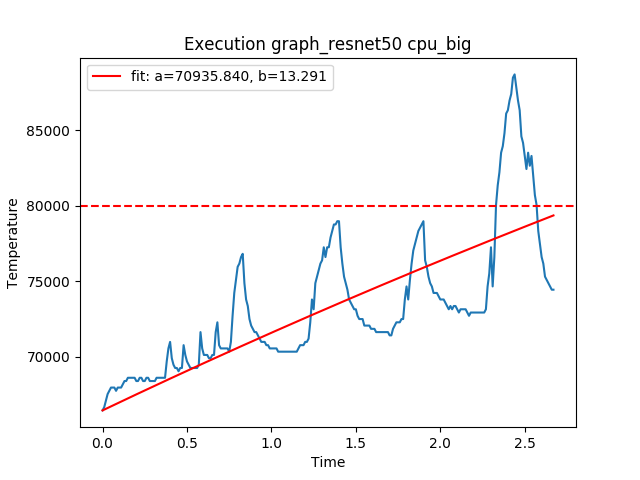 Execution graph_resnet50 cpu_big
fit: a=70935.840, b=13.291
Temperature
85000
80000
75000
70000
0.0 0.5 1.0 1.5 2.0 2.5
Time